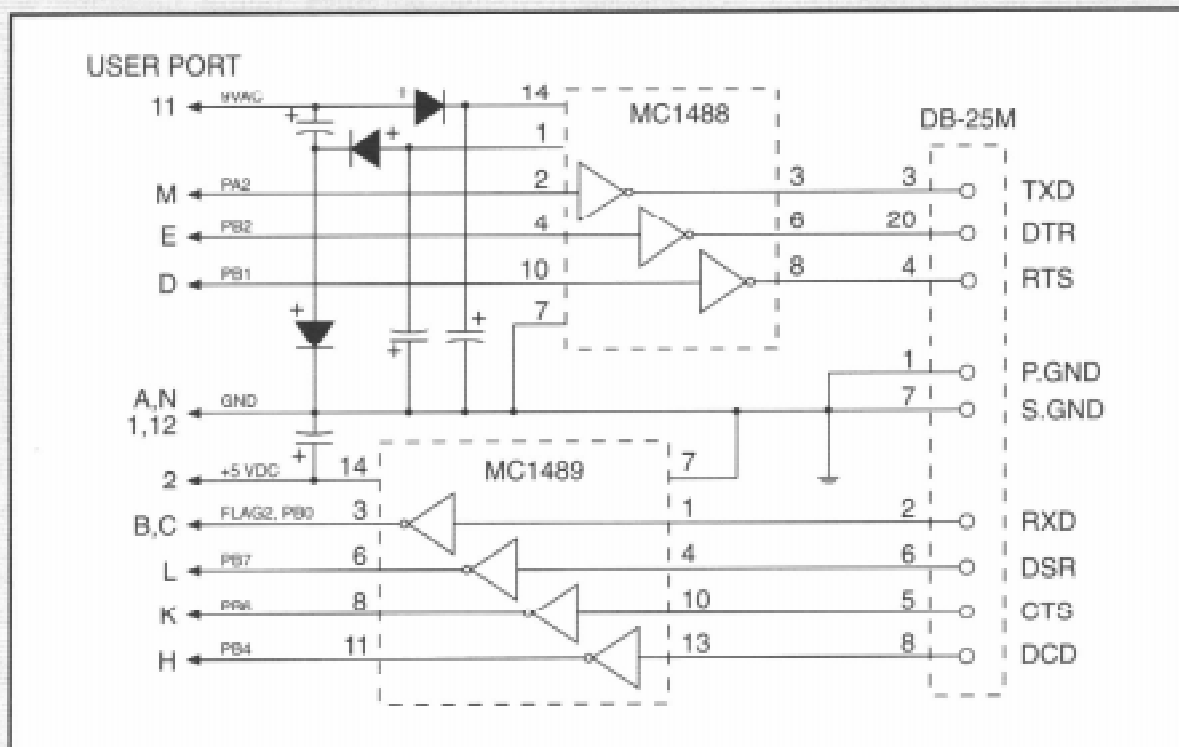 USER PORT
11 9VAC 14 MC1488 DB-25M
1
M PA2 2 3 3 TXD
E PB2 4 6 20 DTR
D PB1 10 8 4 RTS
7
1 P.GND
A,N GND 7 S.GND
1,12
2 +5 VDC 14 MC1489 7
B,C FLAG2, PB0 3 1 2 RXD
L PB7 6 4 6 DSR
K PB6 8 10 5 CTS
H PB4 11 13 8 DCD